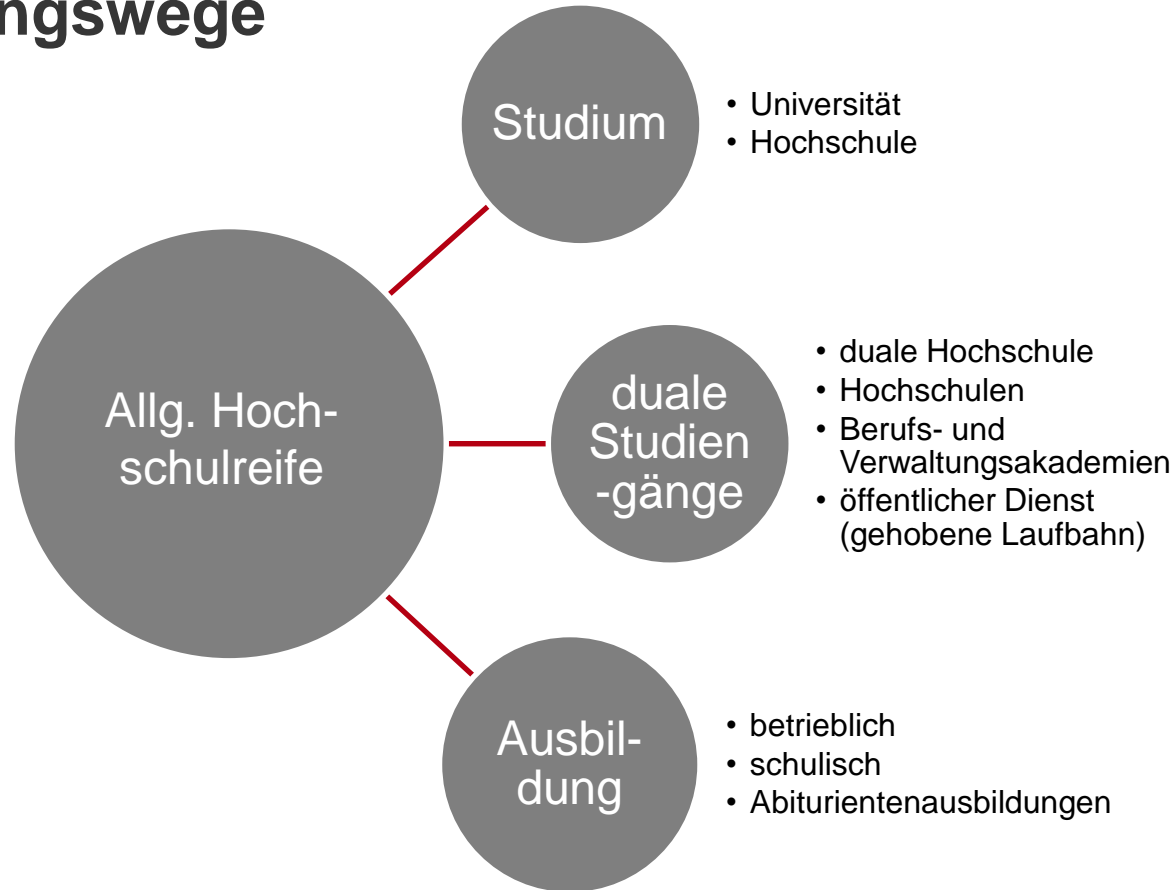 ngswege
Studium
• Universität
• Hochschule
Allg. Hoch-
schulreife
duale
Studien
-gänge
• duale Hochschule
• Hochschulen
• Berufs- und
Verwaltungsakademien
• öffentlicher Dienst
(gehobene Laufbahn)
Ausbil-
dung
• betrieblich
• schulisch
• Abiturientenausbildungen